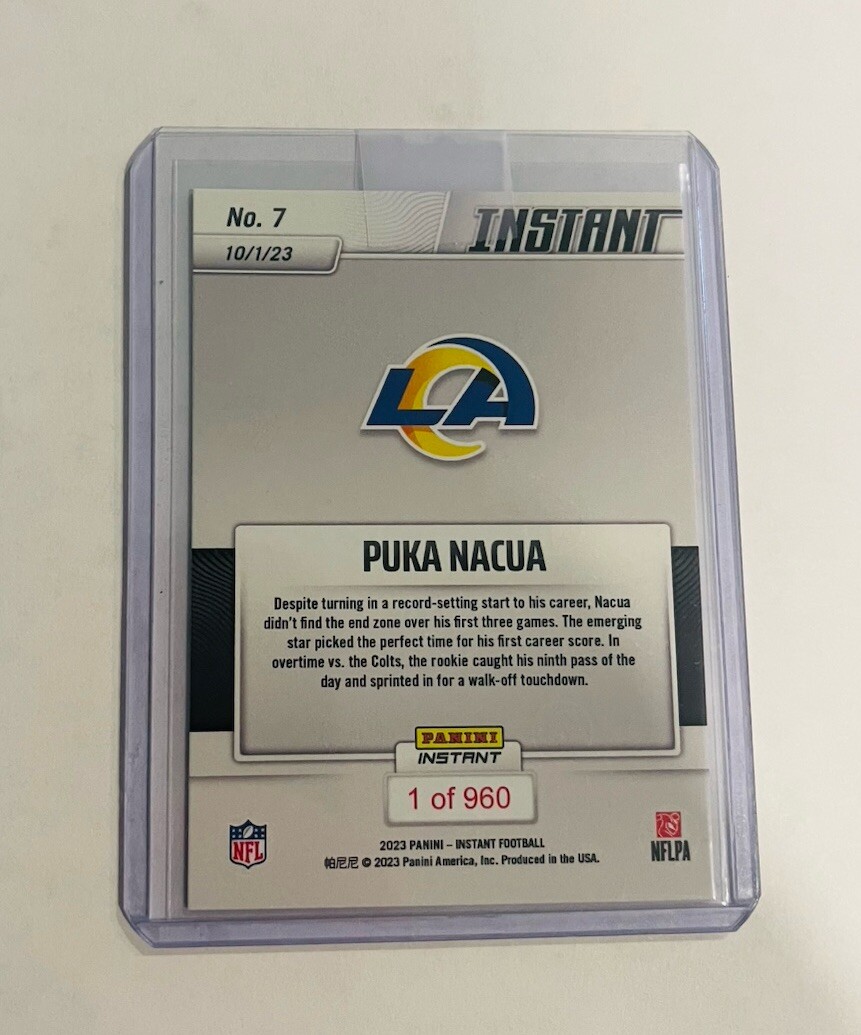 No. 7
INSTANT
10/1/23
LA
PUKA NACUA
Despite turning in a record-setting start to his career, Nacua
didn't find the end zone over his first three games. The emerging
star picked the perfect time for his first career score. In
overtime vs. the Colts, the rookie caught his ninth pass of the
day and sprinted in for a walk-off touchdown.
PANINI
INSTANT
1 of 960
NFL
2023 PANINI – INSTANT FOOTBALL
帕尼尼 © 2023 Panini America, Inc. Produced in the USA.
NFLPA